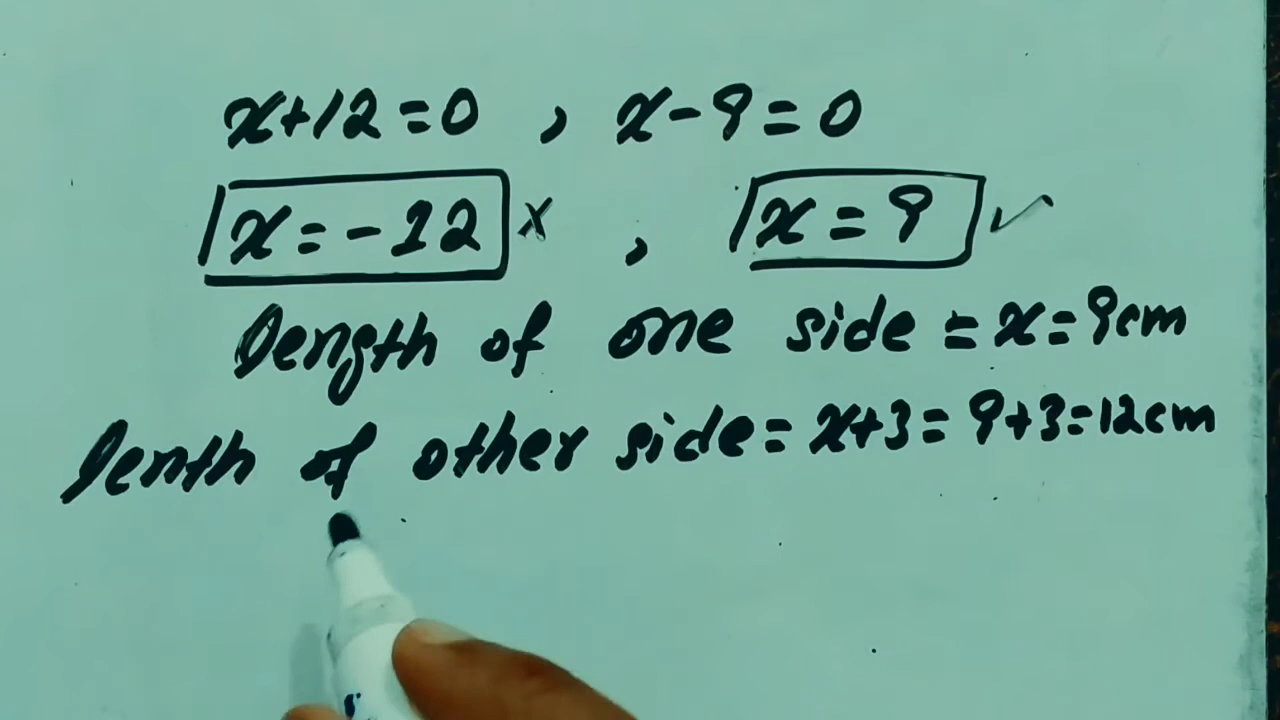 x+12=0 , x-9=0
x=-12 x , x=9 ✓
length of one side = x=9cm
lenth of other side= x+3= 9+3=12cm